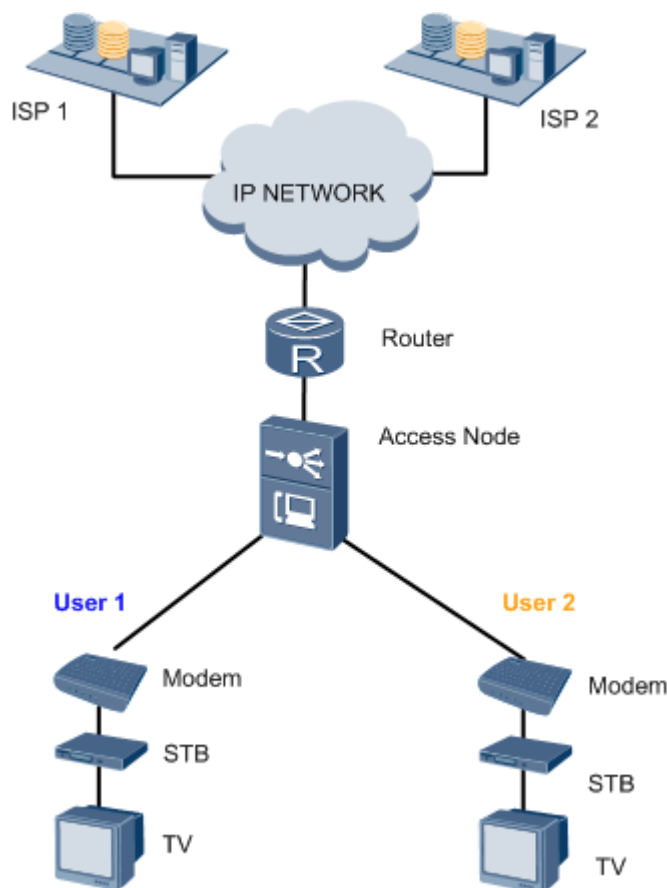 ISP 1
ISP 2
IP NETWORK
Router
R
Access Node
User 1
User 2
Modem
Modem
STB
STB
TV
TV